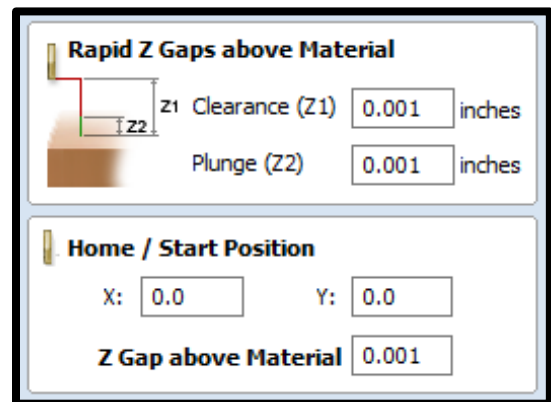 Rapid Z Gaps above Material
Z1 Clearance (Z1) 0.001 inches
Z2
Plunge (Z2) 0.001 inches
Home / Start Position
X: 0.0 Y: 0.0
Z Gap above Material 0.001